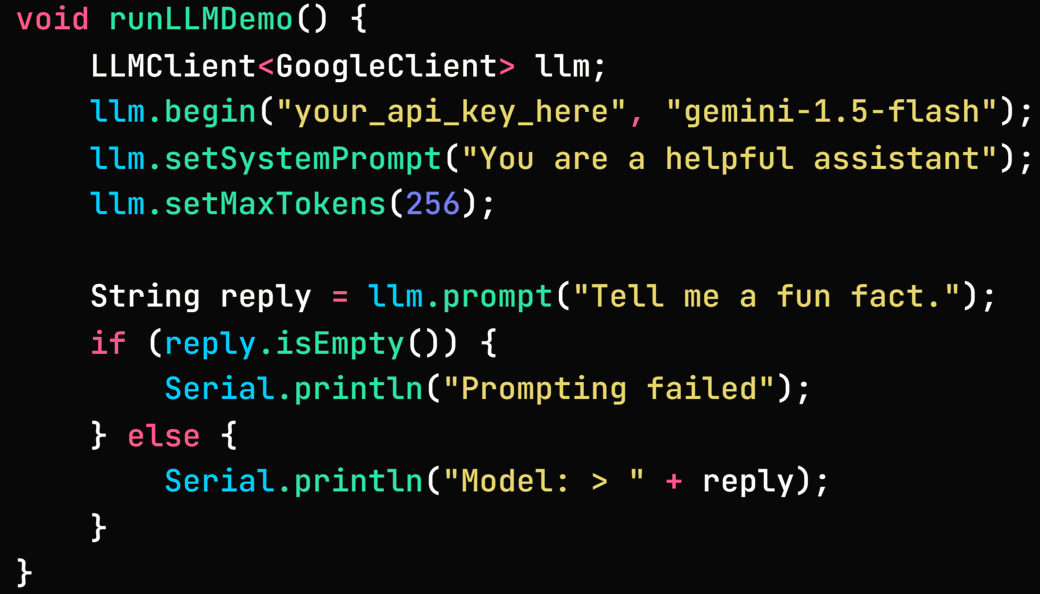 void runLLMDemo() {
    LLMClient<GoogleClient> llm;
    llm.begin("your_api_key_here", "gemini-1.5-flash");
    llm.setSystemPrompt("You are a helpful assistant");
    llm.setMaxTokens(256);

    String reply = llm.prompt("Tell me a fun fact.");
    if (reply.isEmpty()) {
        Serial.println("Prompting failed");
    } else {
        Serial.println("Model: > " + reply);
    }
}